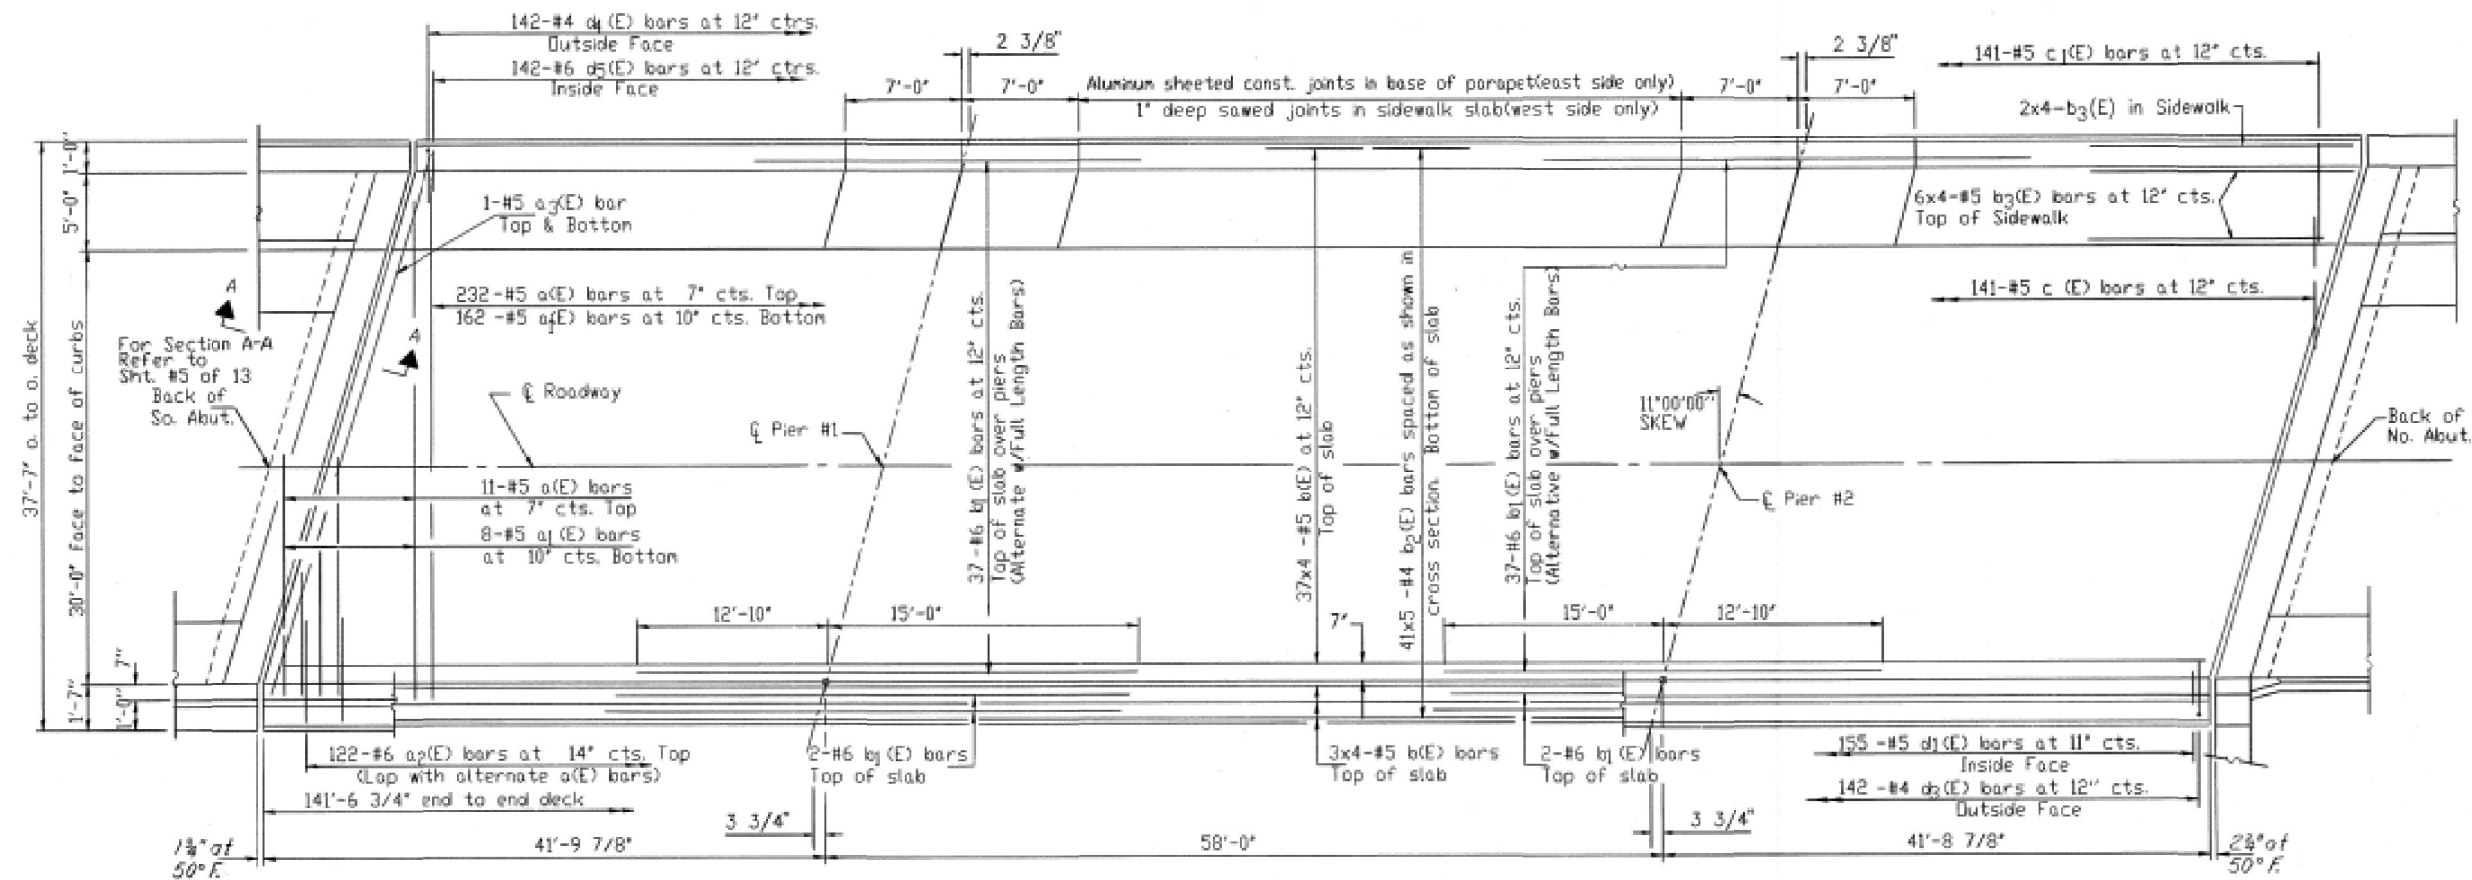 142-#4 d4(E) bars at 12" ctrs.
Outside Face
142-#6 d5(E) bars at 12" ctrs.
Inside Face
2 3/8"
7'-0"
7'-0"
Aluminum sheeted const. joints in base of parapet(east side only)
1" deep sawed joints in sidewalk slab(west side only)
2 3/8"
7'-0"
7'-0"
141-#5 c1(E) bars at 12" cts.
2x4-b3(E) in Sidewalk
1'-0"
5'-0"
1-#5 a3(E) bar
Top & Bottom
6x4-#5 b3(E) bars at 12" cts.
Top of Sidewalk
232-#5 a(E) bars at 7" cts. Top
162-#5 a1(E) bars at 10" cts. Bottom
141-#5 c (E) bars at 12" cts.
A
A
For Section A-A
Refer to
Sht. #5 of 13
Back of
So. Abut.
℄ Roadway
℄ Pier #1
11°00'00"
SKEW
℄ Pier #2
Back of
No. Abut.
37'-7" o. to o. deck
30'-0" face to face of curbs
37-#6 b1(E) bars at 12" cts.
Top of slab over piers
(Alternate w/Full Length Bars)
37x4-#5 b(E) at 12" cts.
Top of slab
41x5-#4 b2(E) bars spaced as shown in
cross section. Bottom of slab
37-#6 b1(E) bars at 12" cts.
Top of slab over piers
(Alternative w/Full Length Bars)
11-#5 a(E) bars
at 7" cts. Top
8-#5 a1(E) bars
at 10" cts. Bottom
12'-10"
15'-0"
7"
15'-0"
12'-10"
7"
1'-7"
1'-0"
122-#6 a2(E) bars at 14" cts. Top
(Lap with alternate a(E) bars)
2-#6 b1(E) bars
Top of slab
3x4-#5 b(E) bars
Top of slab
2-#6 b1(E) bars
Top of slab
155-#5 d1(E) bars at 11" cts.
Inside Face
142-#4 d3(E) bars at 12" cts.
Outside Face
141'-6 3/4" end to end deck
3 3/4"
3 3/4"
at
50° F.
41'-9 7/8"
58'-0"
41'-8 7/8"
at
50° F.